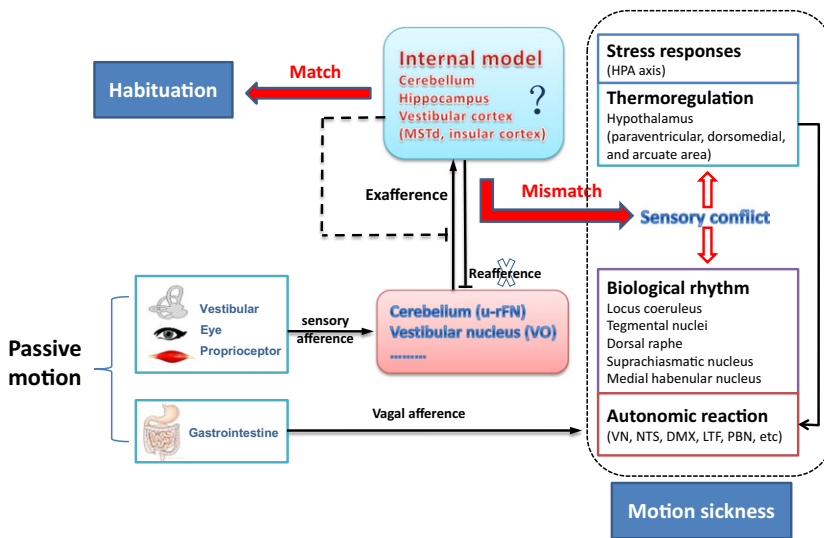 Internal model
Cerebellum
Hippocampus
Vestibular cortex
(MSTd, insular cortex)
?
Match
Habituation
Stress responses
(HPA axis)
Thermoregulation
Hypothalamus
(paraventricular, dorsomedial,
and arcuate area)
Exafference
Mismatch
Sensory conflict
Reafference
X
Passive
motion
Vestibular
Eye
Proprioceptor
sensory
afference
Cerebellum (u-rFN)
Vestibular nucleus (VO)
.........
Biological rhythm
Locus coeruleus
Tegmental nuclei
Dorsal raphe
Suprachiasmatic nucleus
Medial habenular nucleus
Gastrointestine
Vagal afference
Autonomic reaction
(VN, NTS, DMX, LTF, PBN, etc)
Motion sickness